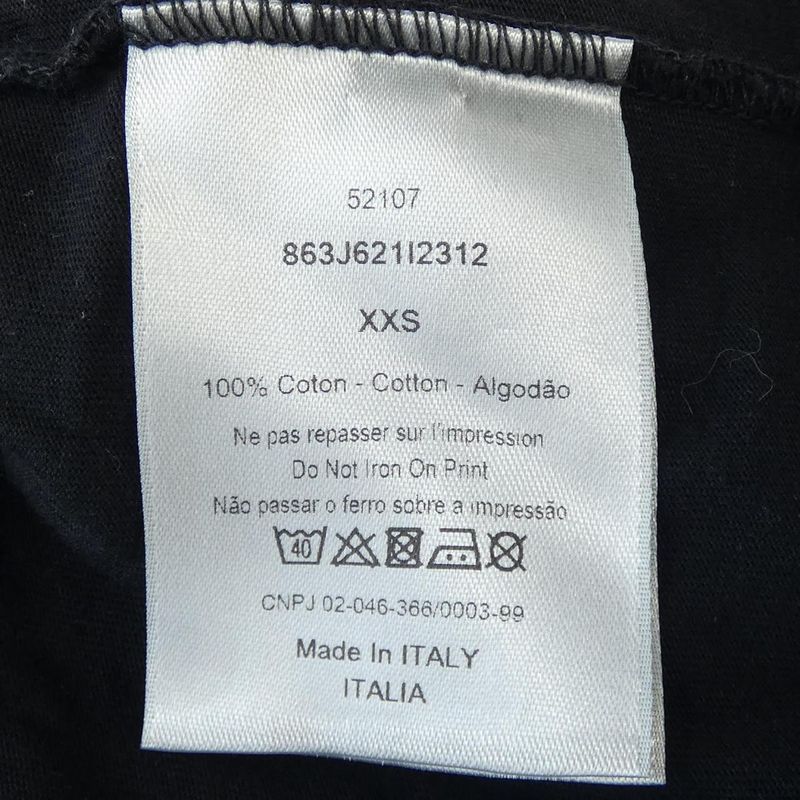 52107
863J621I2312
XXS
100% Coton - Cotton - Algodão
Ne pas repasser sur l'impression
Do Not Iron On Print
Não passar o ferro sobre a impressão
40
CNPJ 02-046-366/0003-99
Made In ITALY
ITALIA